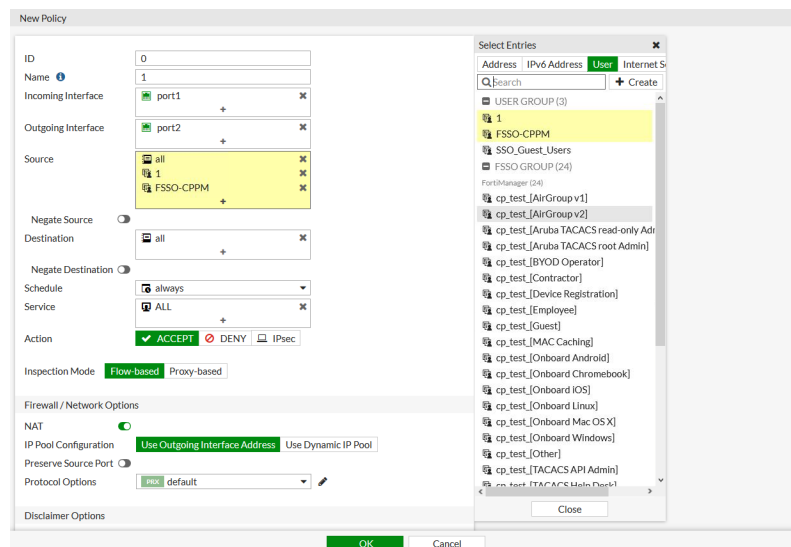 New Policy
ID 0
Name 1
Incoming Interface port1
+
Outgoing Interface port2
+
Source all
1
FSSO-CPPM
+
Negate Source
Destination all
+
Negate Destination
Schedule always
Service ALL
+
Action ACCEPT DENY IPsec
Inspection Mode Flow-based Proxy-based
Firewall / Network Options
NAT
IP Pool Configuration Use Outgoing Interface Address Use Dynamic IP Pool
Preserve Source Port
Protocol Options PRX default
Disclaimer Options
OK Cancel
Select Entries
Address IPv6 Address User Internet S
Search + Create
USER GROUP (3)
1
FSSO-CPPM
SSO_Guest_Users
FSSO GROUP (24)
FortiManager (24)
cp_test_[AirGroup v1]
cp_test_[AirGroup v2]
cp_test_[Aruba TACACS read-only Adr
cp_test_[Aruba TACACS root Admin]
cp_test_[BYOD Operator]
cp_test_[Contractor]
cp_test_[Device Registration]
cp_test_[Employee]
cp_test_[Guest]
cp_test_[MAC Caching]
cp_test_[Onboard Android]
cp_test_[Onboard Chromebook]
cp_test_[Onboard iOS]
cp_test_[Onboard Linux]
cp_test_[Onboard Mac OS X]
cp_test_[Onboard Windows]
cp_test_[Other]
cp_test_[TACACS API Admin]
cp_test_[TACACS Help Desk]
Close